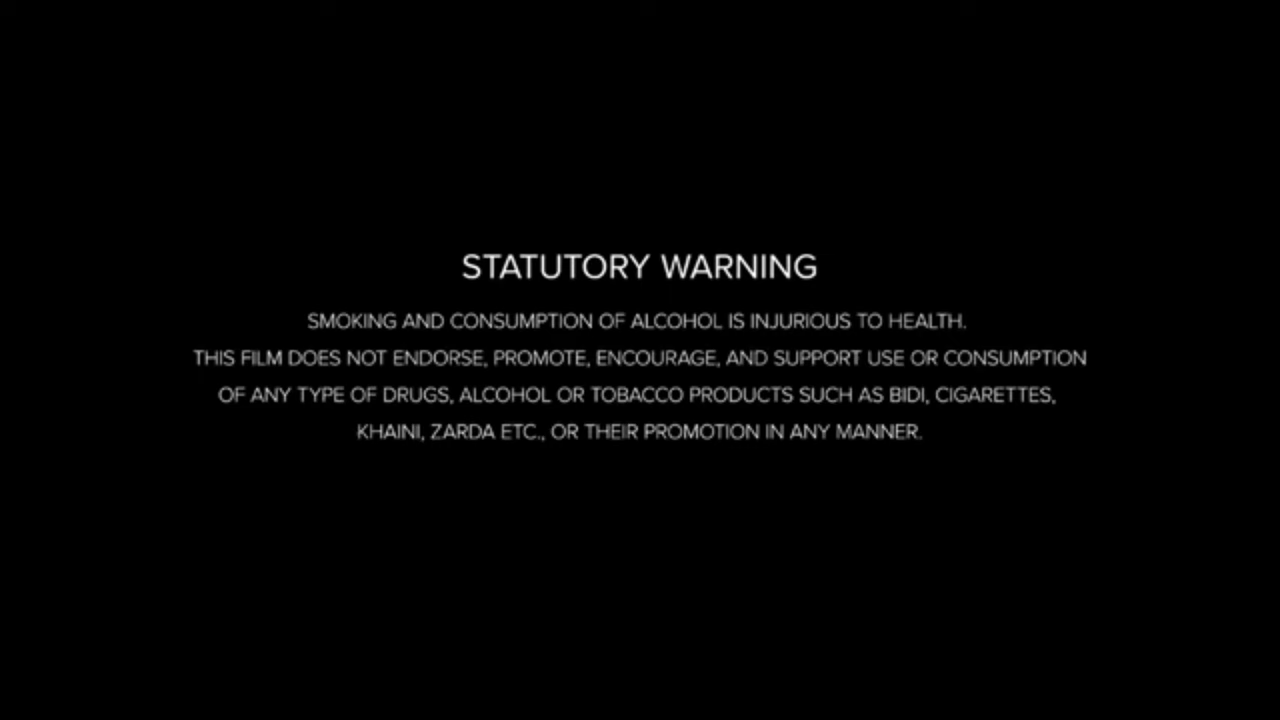 STATUTORY WARNING
SMOKING AND CONSUMPTION OF ALCOHOL IS INJURIOUS TO HEALTH.
THIS FILM DOES NOT ENDORSE, PROMOTE, ENCOURAGE, AND SUPPORT USE OR CONSUMPTION
OF ANY TYPE OF DRUGS, ALCOHOL OR TOBACCO PRODUCTS SUCH AS BIDI, CIGARETTES,
KHAINI, ZARDA ETC., OR THEIR PROMOTION IN ANY MANNER.